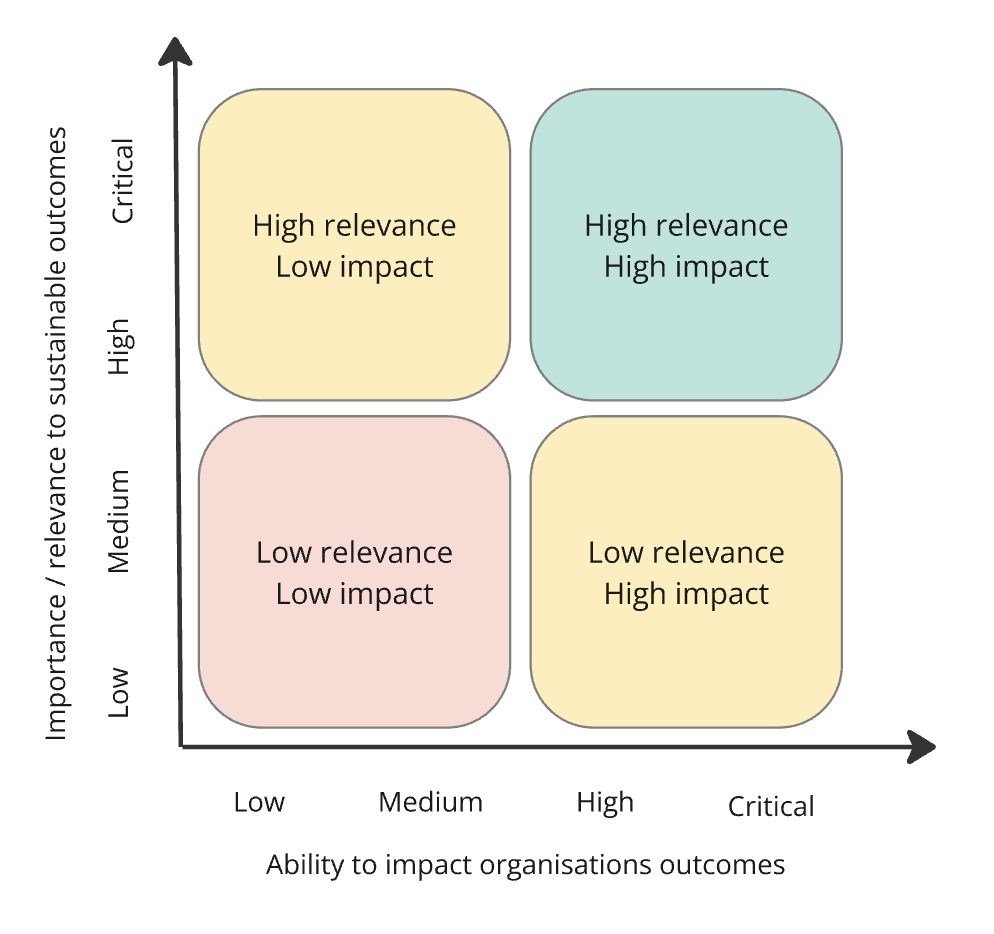 Importance / relevance to sustainable outcomes
Critical
High
Medium
Low
High relevance
Low impact
High relevance
High impact
Low relevance
Low impact
Low relevance
High impact
Low
Medium
High
Critical
Ability to impact organisations outcomes